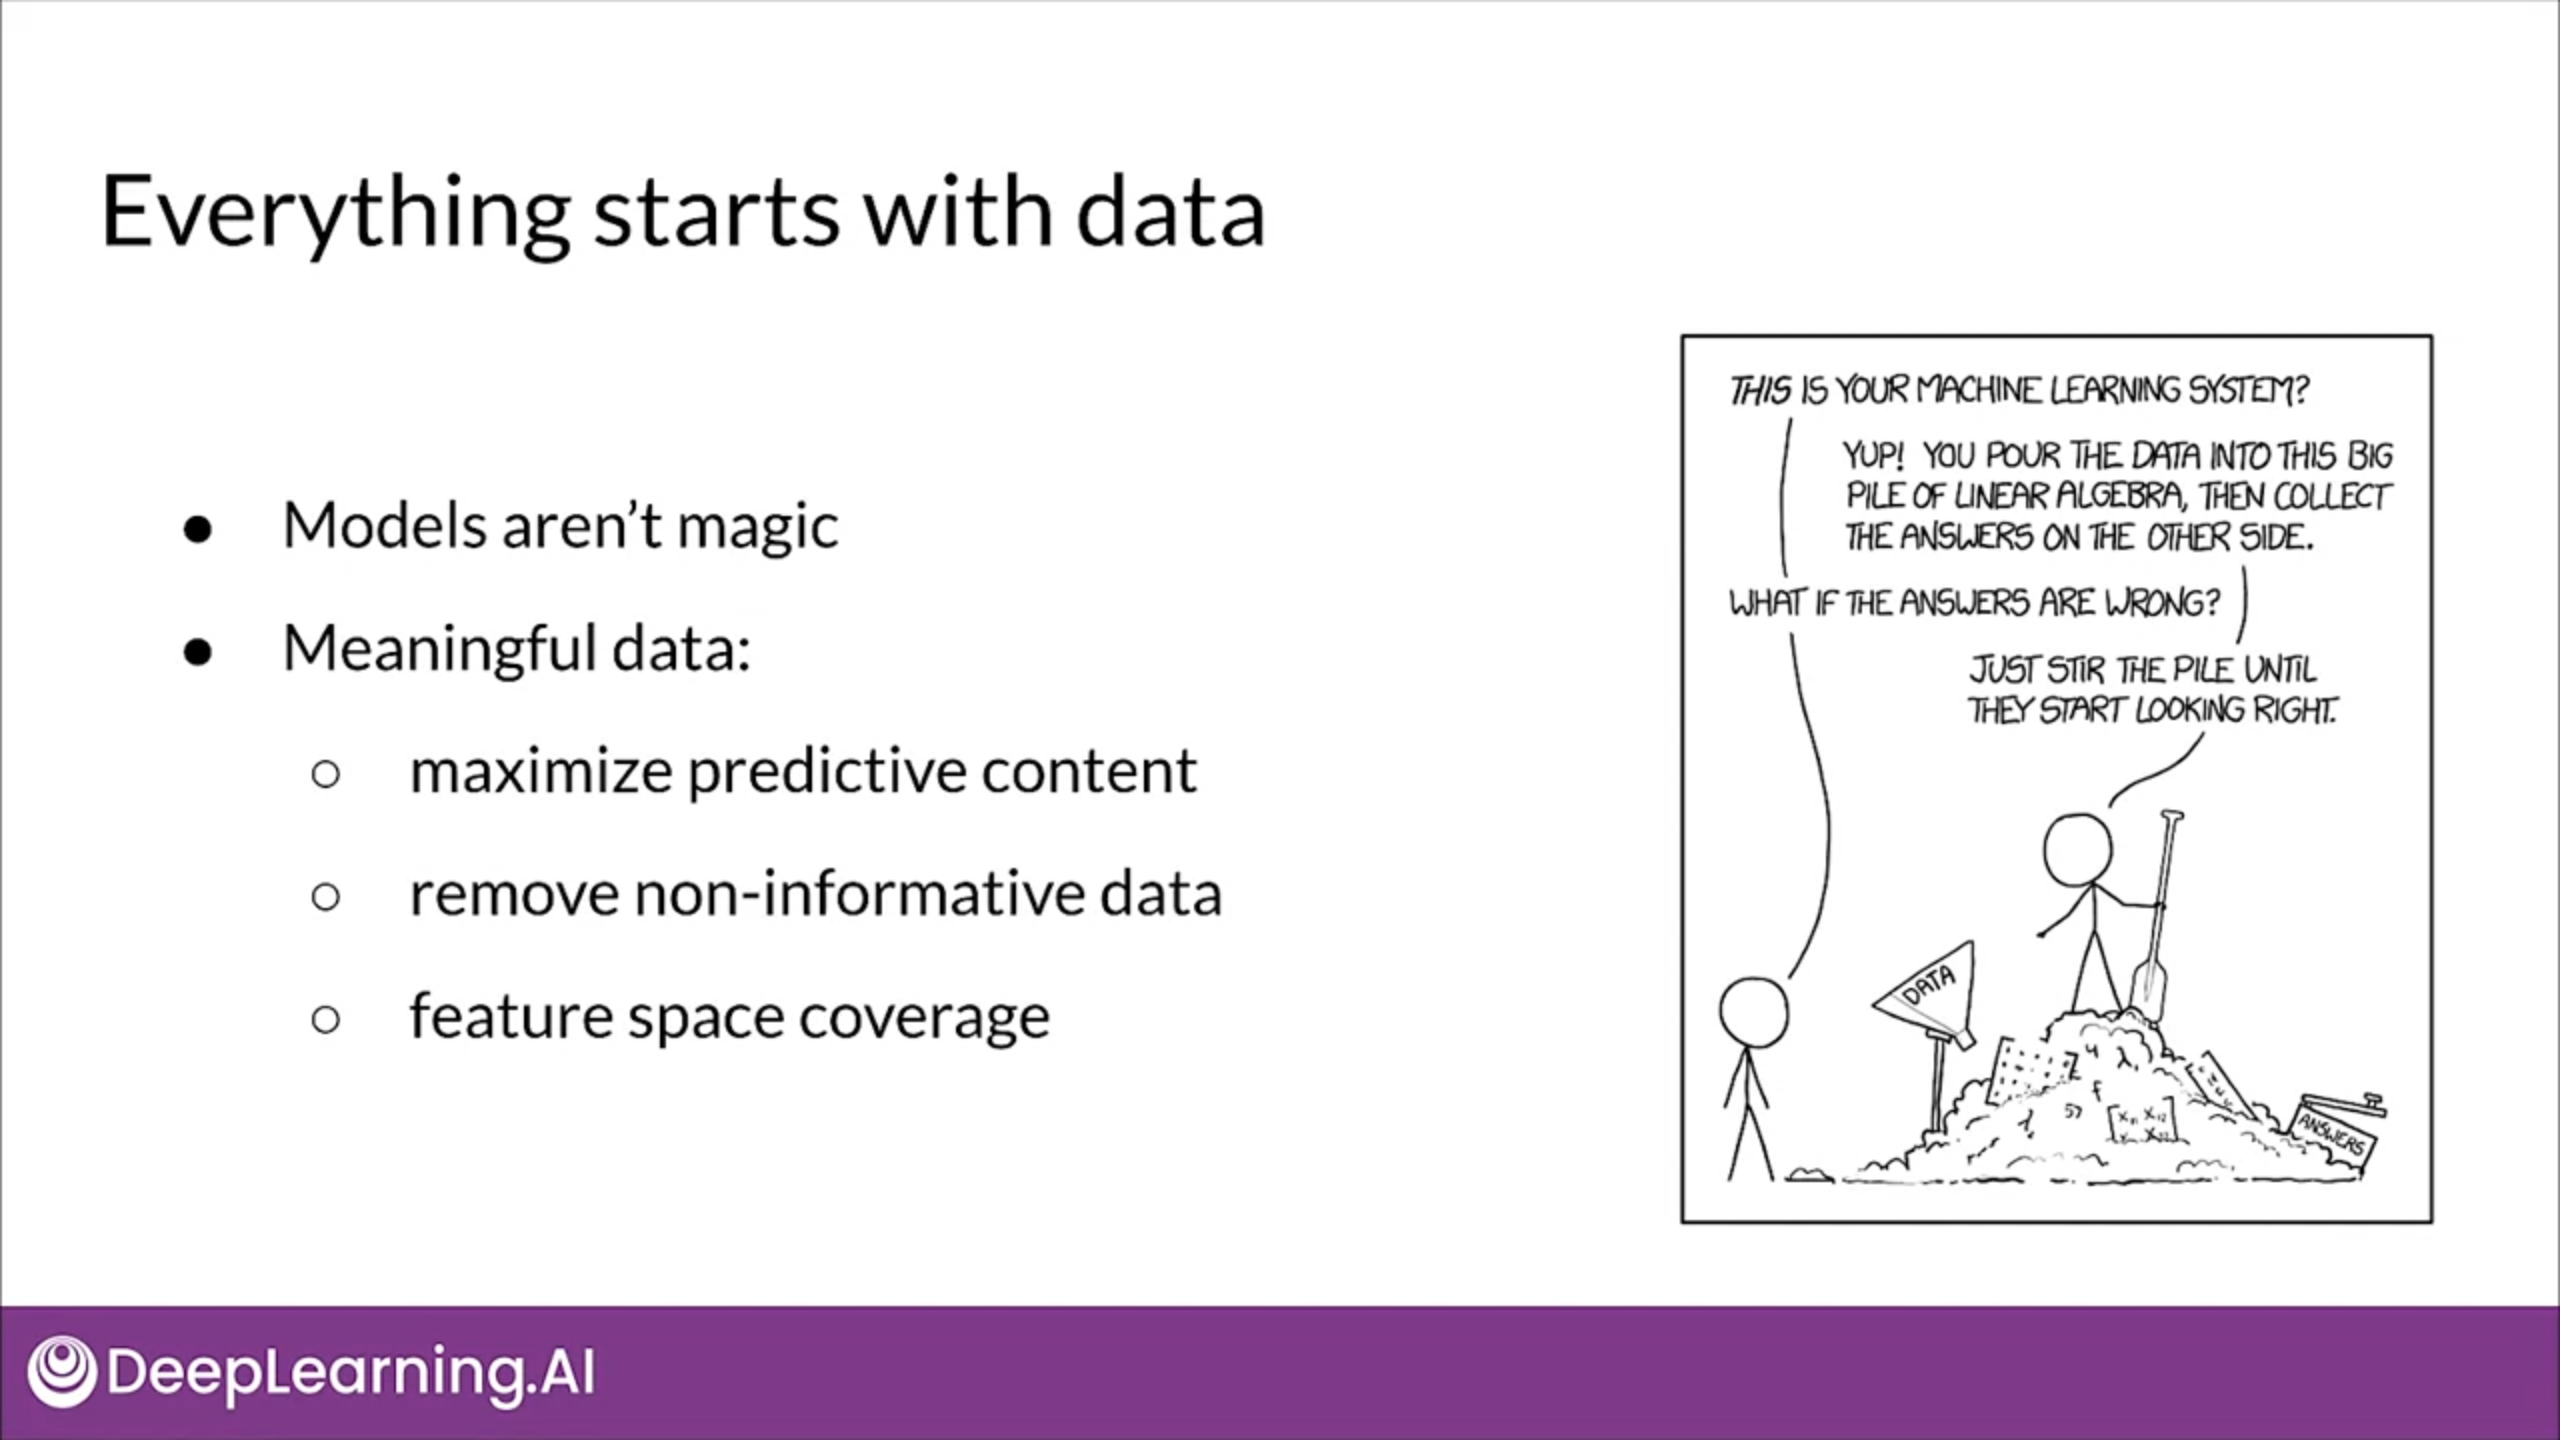 Everything starts with data
● Models aren’t magic
● Meaningful data:
○ maximize predictive content
○ remove non-informative data
○ feature space coverage
THIS IS YOUR MACHINE LEARNING SYSTEM?
YUP! YOU POUR THE DATA INTO THIS BIG
PILE OF LINEAR ALGEBRA, THEN COLLECT
THE ANSWERS ON THE OTHER SIDE.
WHAT IF THE ANSWERS ARE WRONG?
JUST STIR THE PILE UNTIL
THEY START LOOKING RIGHT.
DATA
ANSWERS
DeepLearning.AI